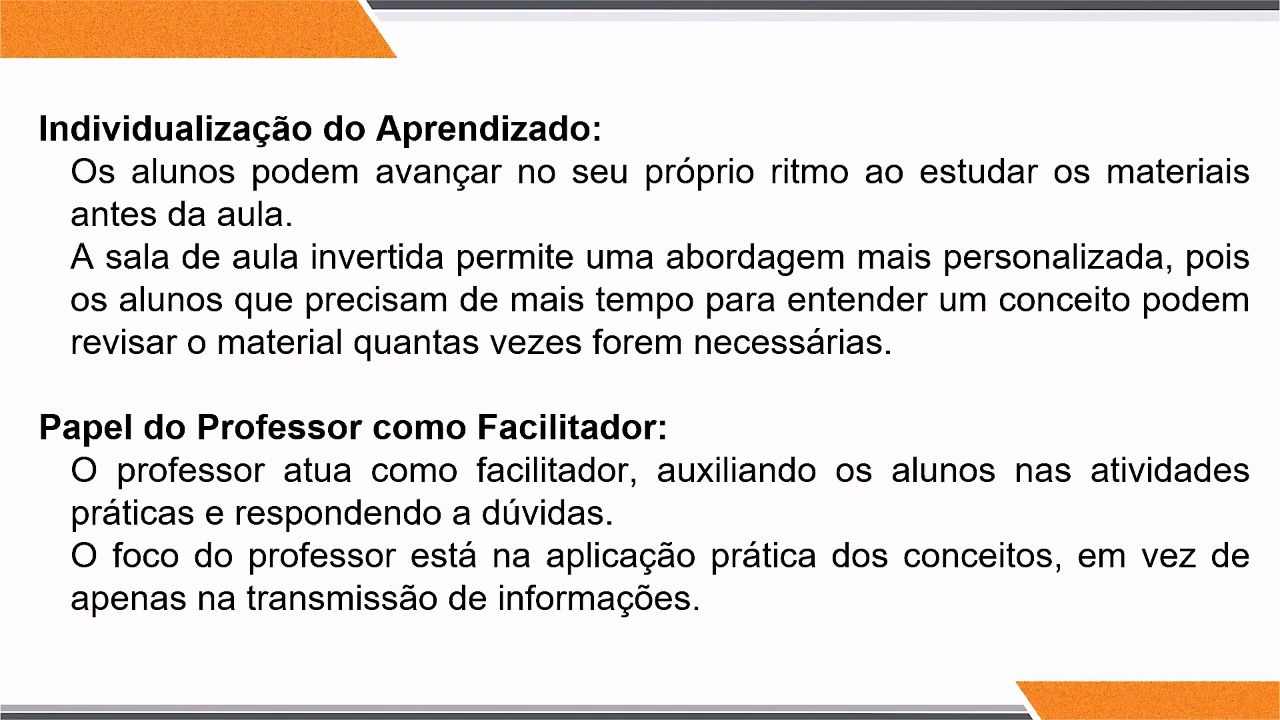 Individualização do Aprendizado:
Os alunos podem avançar no seu próprio ritmo ao estudar os materiais
antes da aula.
A sala de aula invertida permite uma abordagem mais personalizada, pois
os alunos que precisam de mais tempo para entender um conceito podem
revisar o material quantas vezes forem necessárias.
Papel do Professor como Facilitador:
O professor atua como facilitador, auxiliando os alunos nas atividades
práticas e respondendo a dúvidas.
O foco do professor está na aplicação prática dos conceitos, em vez de
apenas na transmissão de informações.